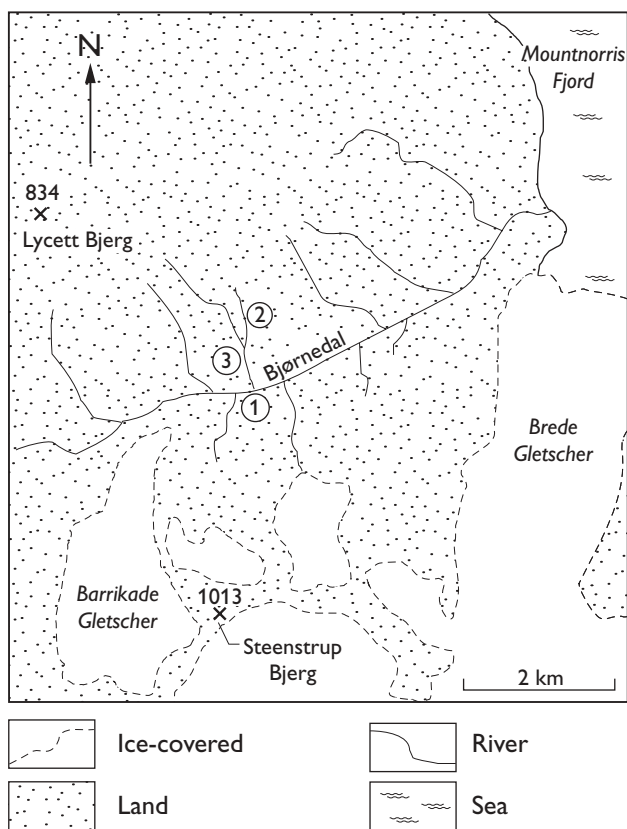 N
Mountnorris
Fjord
834
Lycett Bjerg
2
3
Bjørnedal
1
Brede
Gletscher
Barrikade
Gletscher
1013
Steenstrup
Bjerg
2 km
Ice-covered
River
Land
Sea